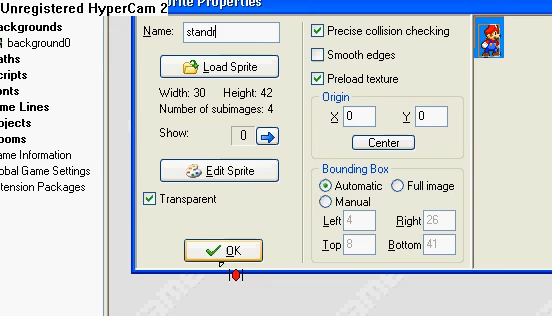 Unregistered HyperCam 2
rite Properties
ackgrounds
background0
aths
cripts
onts
me Lines
bjects
ooms
ame Information
obal Game Settings
tension Packages
Name: standr
Load Sprite
Width: 30 Height: 42
Number of subimages: 4
Show: 0
Edit Sprite
Transparent
OK
Precise collision checking
Smooth edges
Preload texture
Origin
X 0 Y 0
Center
Bounding Box
Automatic Full image
Manual
Left 4 Right 26
Top 8 Bottom 41